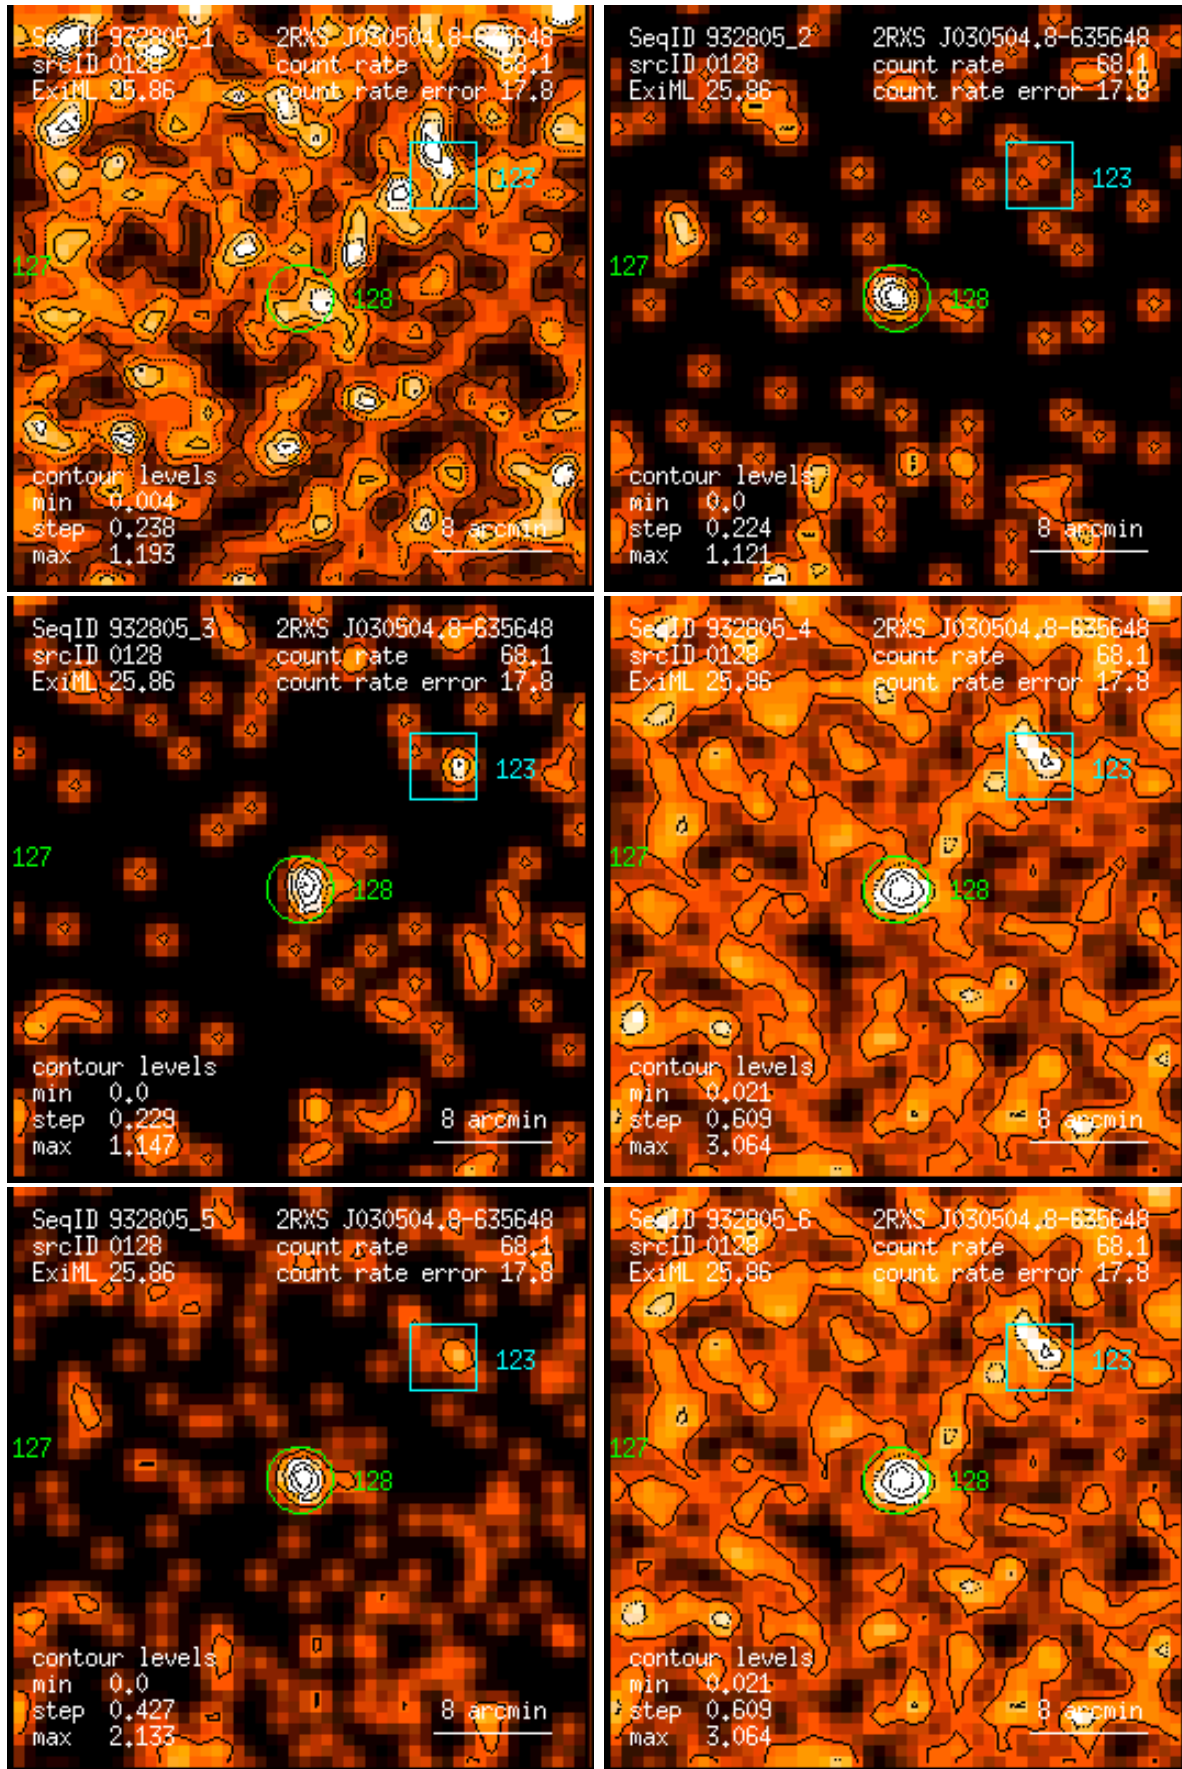 SeqID 932805_1 2RXS J030504.8-635648
srcID 0128 count rate 68.1
ExiML 25.86 count rate error 17.8
123
127
128
contour levels
min 0.004
step 0.238 8 arcmin
max 1.193
SeqID 932805_2 2RXS J030504.8-635648
srcID 0128 count rate 68.1
ExiML 25.86 count rate error 17.8
123
127
128
contour levels
min 0.0
step 0.224 8 arcmin
max 1.121
SeqID 932805_3 2RXS J030504.8-635648
srcID 0128 count rate 68.1
ExiML 25.86 count rate error 17.8
123
127
128
contour levels
min 0.0
step 0.229 8 arcmin
max 1.147
SeqID 932805_4 2RXS J030504.8-635648
srcID 0128 count rate 68.1
ExiML 25.86 count rate error 17.8
123
127
128
contour levels
min 0.021
step 0.609 8 arcmin
max 3.064
SeqID 932805_5 2RXS J030504.8-635648
srcID 0128 count rate 68.1
ExiML 25.86 count rate error 17.8
123
127
128
contour levels
min 0.0
step 0.427 8 arcmin
max 2.133
SeqID 932805_6 2RXS J030504.8-635648
srcID 0128 count rate 68.1
ExiML 25.86 count rate error 17.8
123
127
128
contour levels
min 0.021
step 0.609 8 arcmin
max 3.064